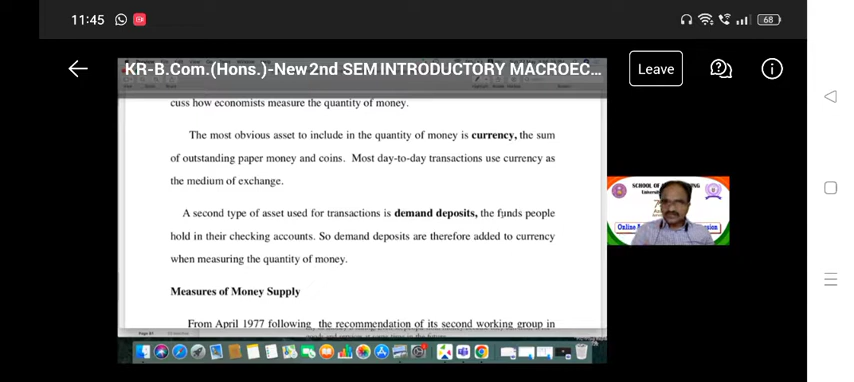 11:45
68
KR-B.Com.(Hons.)-New 2nd SEM INTRODUCTORY MACROEC...
Leave
cuss how economists measure the quantity of money.
The most obvious asset to include in the quantity of money is currency, the sum
of outstanding paper money and coins. Most day-to-day transactions use currency as
the medium of exchange.
A second type of asset used for transactions is demand deposits, the funds people
hold in their checking accounts. So demand deposits are therefore added to currency
when measuring the quantity of money.
Measures of Money Supply
From April 1977 following the recommendation of its second working group in
SCHOOL OF